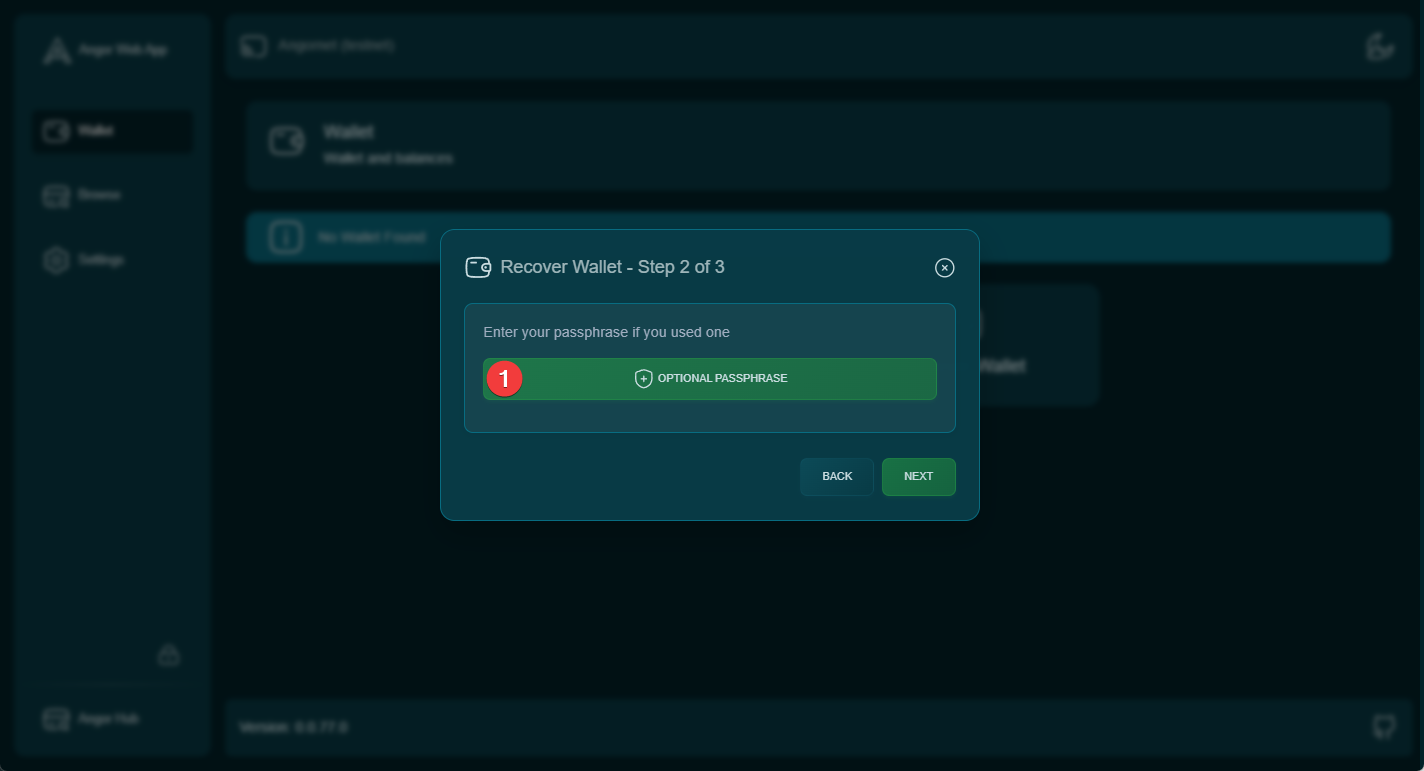 Angor Web App
Angornet (testnet)
Wallet
Browse
Settings
Wallet
Wallet and balances
No Wallet Found
Recover Wallet - Step 2 of 3
Enter your passphrase if you used one
1
OPTIONAL PASSPHRASE
Wallet
BACK
NEXT
Angor Hub
Version: 0.0.77.0